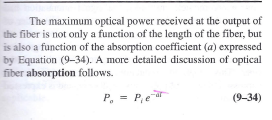 The maximum optical power received at the output of
the fiber is not only a function of the length of the fiber, but
is also a function of the absorption coefficient (a) expressed
by Equation (9–34). A more detailed discussion of optical
fiber absorption follows.
Pₒ = Pᵢ e⁻ᵃˡ (9–34)